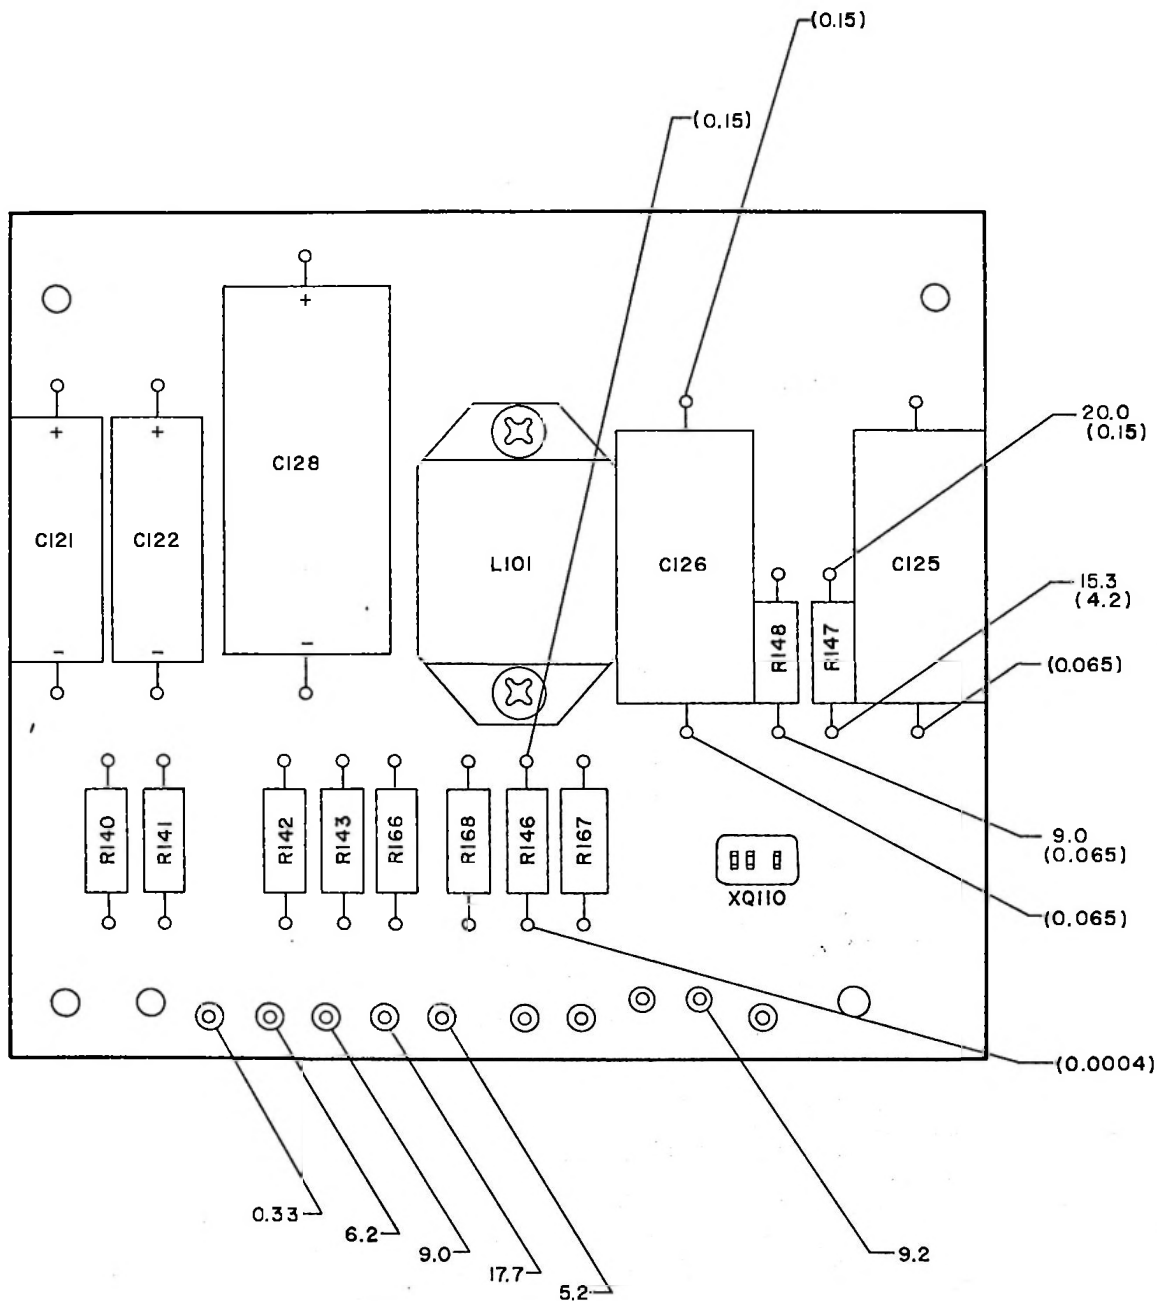 (0.15)
(0.15)
+
C128
−
+
C121
−
+
C122
−
L101
C126
R148
R147
C125
20.0
(0.15)
15.3
(4.2)
(0.065)
R140
R141
R142
R143
R166
R168
R146
R167
XQ110
9.0
(0.065)
(0.065)
(0.0004)
0.33
6.2
9.0
17.7
5.2
9.2